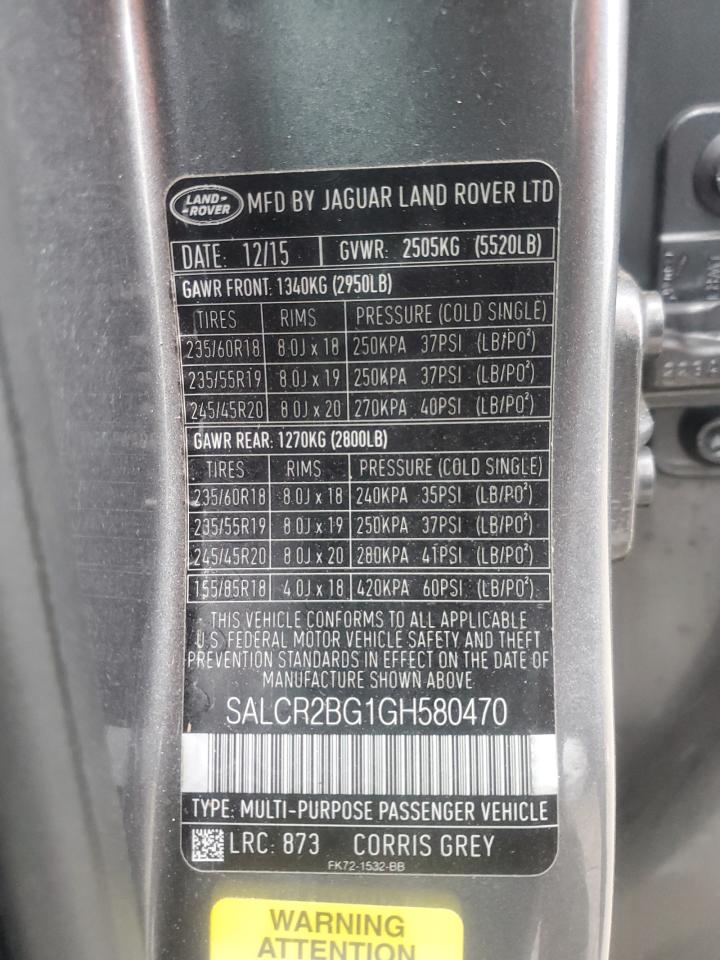 LAND-
-ROVER MFD BY JAGUAR LAND ROVER LTD
DATE: 12/15 GVWR: 2505KG (5520LB)
GAWR FRONT: 1340KG (2950LB)
TIRES RIMS PRESSURE (COLD SINGLE)
235/60R18 8.0J x 18 250KPA 37PSI (LB/PO²)
235/55R19 8.0J x 19 250KPA 37PSI (LB/PO²)
245/45R20 8.0J x 20 270KPA 40PSI (LB/PO²)
GAWR REAR: 1270KG (2800LB)
TIRES RIMS PRESSURE (COLD SINGLE)
235/60R18 8.0J x 18 240KPA 35PSI (LB/PO²)
235/55R19 8.0J x 19 250KPA 37PSI (LB/PO²)
245/45R20 8.0J x 20 280KPA 41PSI (LB/PO²)
155/85R18 4.0J x 18 420KPA 60PSI (LB/PO²)
THIS VEHICLE CONFORMS TO ALL APPLICABLE
U.S. FEDERAL MOTOR VEHICLE SAFETY AND THEFT
PREVENTION STANDARDS IN EFFECT ON THE DATE OF
MANUFACTURE SHOWN ABOVE.
SALCR2BG1GH580470
TYPE: MULTI-PURPOSE PASSENGER VEHICLE
LRC: 873 CORRIS GREY
FK72-1532-BB
WARNING
ATTENTION